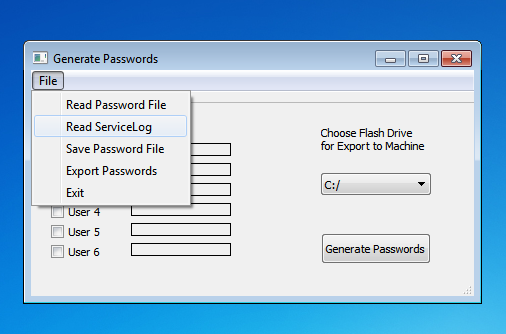 Generate Passwords
File
Read Password File
Read ServiceLog
Save Password File
Export Passwords
Exit
Choose Flash Drive
for Export to Machine
C:/
User 4
User 5
User 6
Generate Passwords